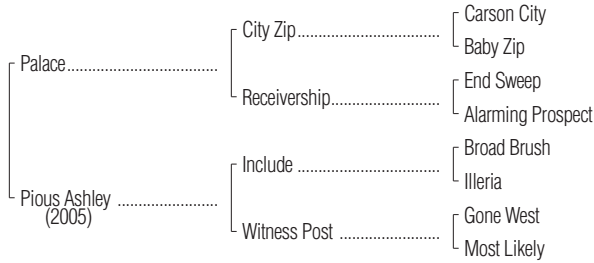 Carson City
City Zip
Baby Zip
Palace
End Sweep
Receivership
Alarming Prospect
Broad Brush
Include
Illeria
Pious Ashley
(2005)
Gone West
Witness Post
Most Likely